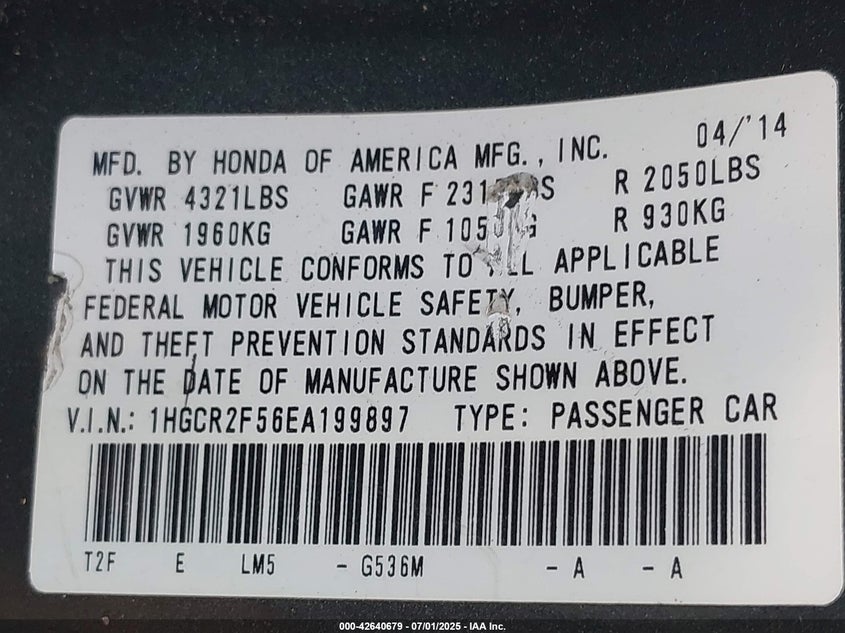 04/'14
MFD. BY HONDA OF AMERICA MFG., INC.
GVWR 4321LBS GAWR F R 2050LBS
GVWR 1960KG GAWR F R 930KG
THIS VEHICLE CONFORMS TO APPLICABLE
FEDERAL MOTOR VEHICLE SAFETY, BUMPER,
AND THEFT PREVENTION STANDARDS IN EFFECT
ON THE DATE OF MANUFACTURE SHOWN ABOVE.
V.I.N.: 1HGCR2F56EA199897 TYPE: PASSENGER CAR
T2F E LM5 - G536M - A - A
000-42640679 - 07/01/2025 - IAA Inc.